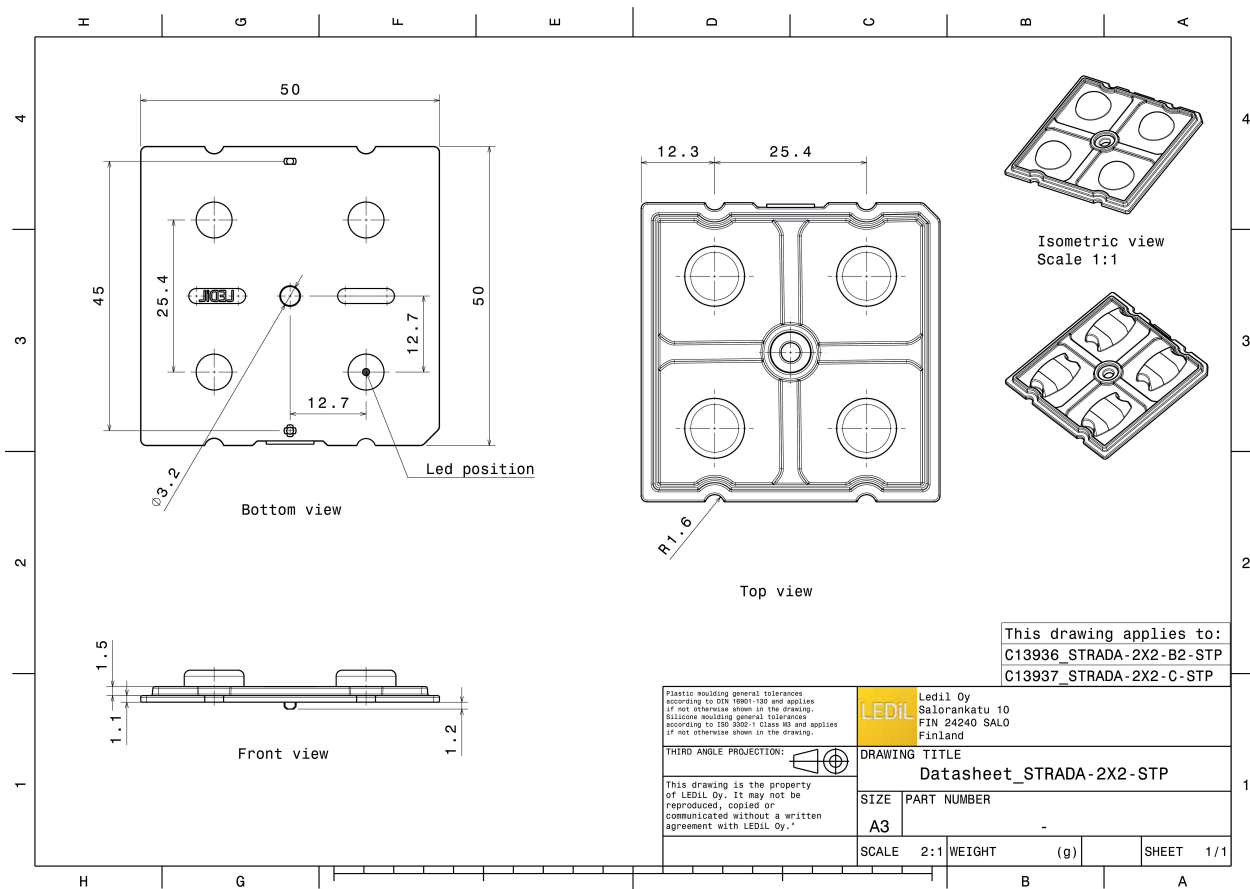 H G F E D C B A
4
4
3
3
2
2
1
1
50
45
25.4
12.7
50
12.7
LEDiL
Ø3.2
Led position
Bottom view
12.3
25.4
R1.6
Top view
Isometric view
Scale 1:1
1.5
1.1
1.2
Front view
This drawing applies to:
C13936_STRADA-2X2-B2-STP
C13937_STRADA-2X2-C-STP
Plastic moulding general tolerances
according to DIN 16901-130 and applies
if not otherwise shown in the drawing.
Silicone moulding general tolerances
according to ISO 3302-1 Class M3 and applies
if not otherwise shown in the drawing.
THIRD ANGLE PROJECTION:
This drawing is the property
of LEDiL Oy. It may not be
reproduced, copied or
communicated without a written
agreement with LEDiL Oy."
LEDiL
Ledil Oy
Salorankatu 10
FIN 24240 SALO
Finland
DRAWING TITLE
Datasheet_STRADA-2X2-STP
SIZE
A3
PART NUMBER
-
SCALE 2:1
WEIGHT (g)
SHEET 1/1
H G B A